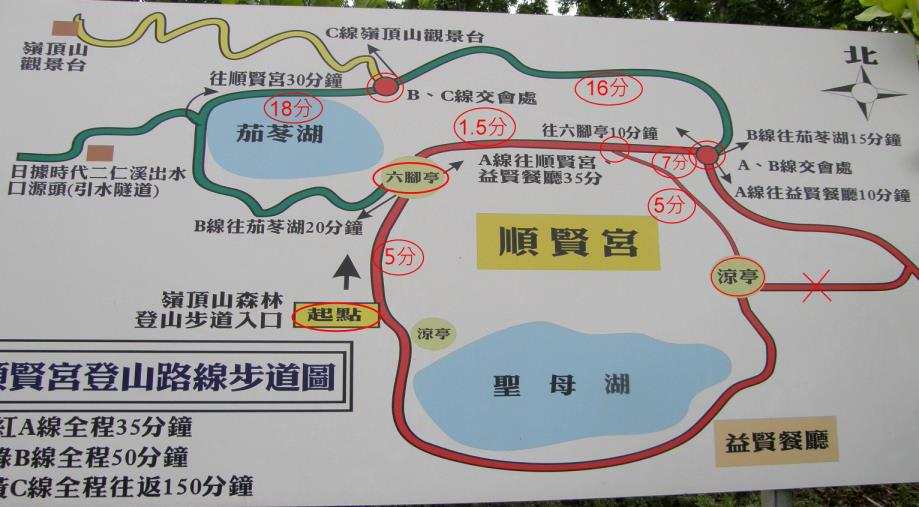 C線嶺頂山觀景台
北
嶺頂山
觀景台
往順賢宮30分鐘
16分
18分
B、C線交會處
茄苳湖
1.5分
往六腳亭10分鐘
B線往茄苳湖15分鐘
日據時代二仁溪出水
口源頭(引水隧道)
A線往順賢宮
益賢餐廳35分
7分
A、B線交會處
六腳亭
A線往益賢餐廳10分鐘
B線往茄苳湖20分鐘
5分
順賢宮
5分
涼亭
嶺頂山森林
登山步道入口
起點
涼亭
聖母湖
順賢宮登山路線步道圖
益賢餐廳
紅A線全程35分鐘
綠B線全程50分鐘
黃C線全程往返150分鐘